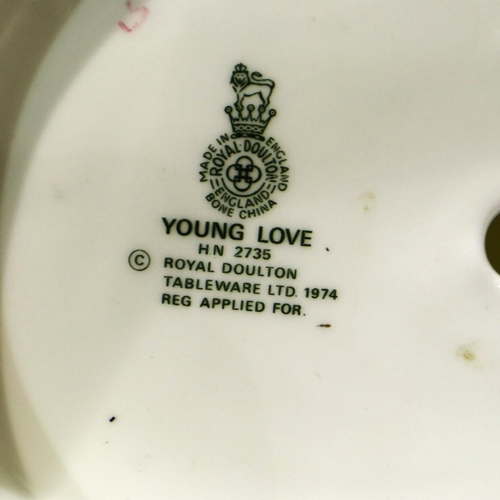 MADE IN ENGLAND
ROYAL DOULTON
ENGLAND
BONE CHINA
YOUNG LOVE
H N 2735
© ROYAL DOULTON
TABLEWARE LTD. 1974
REG APPLIED FOR.